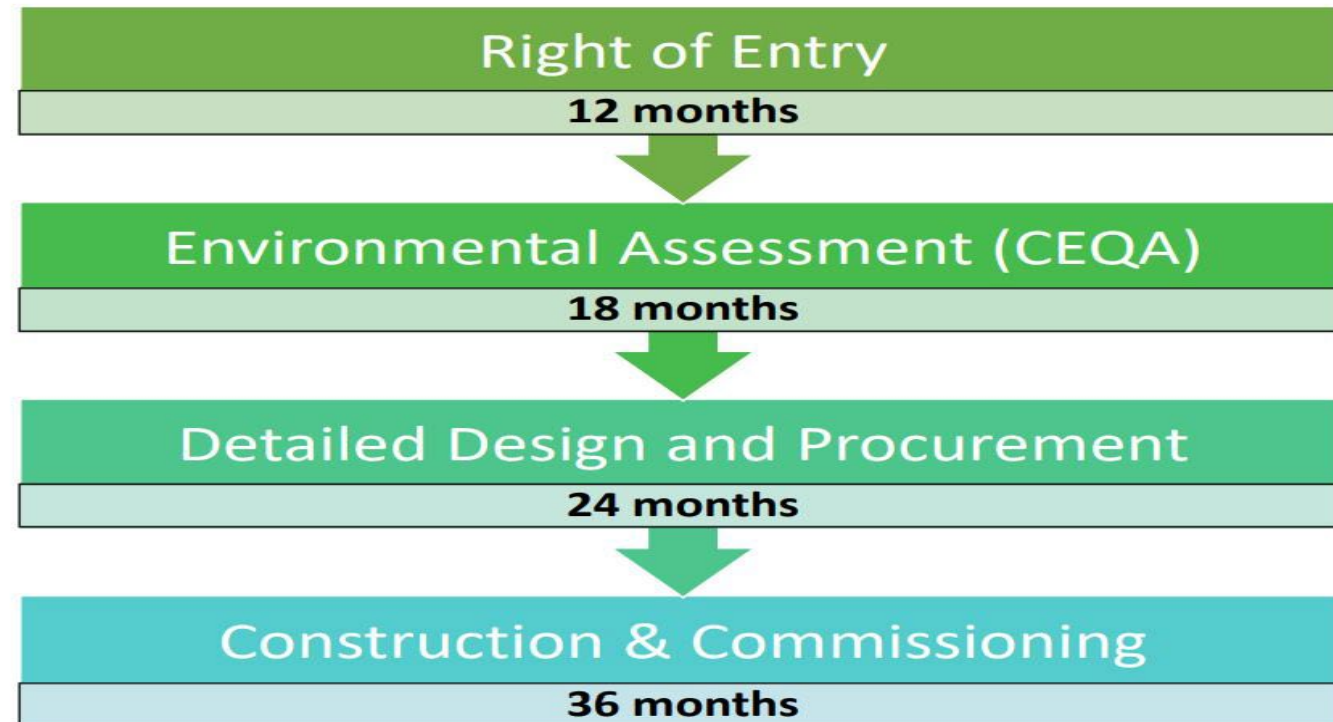 Right of Entry
12 months
Environmental Assessment (CEQA)
18 months
Detailed Design and Procurement
24 months
Construction & Commissioning
36 months